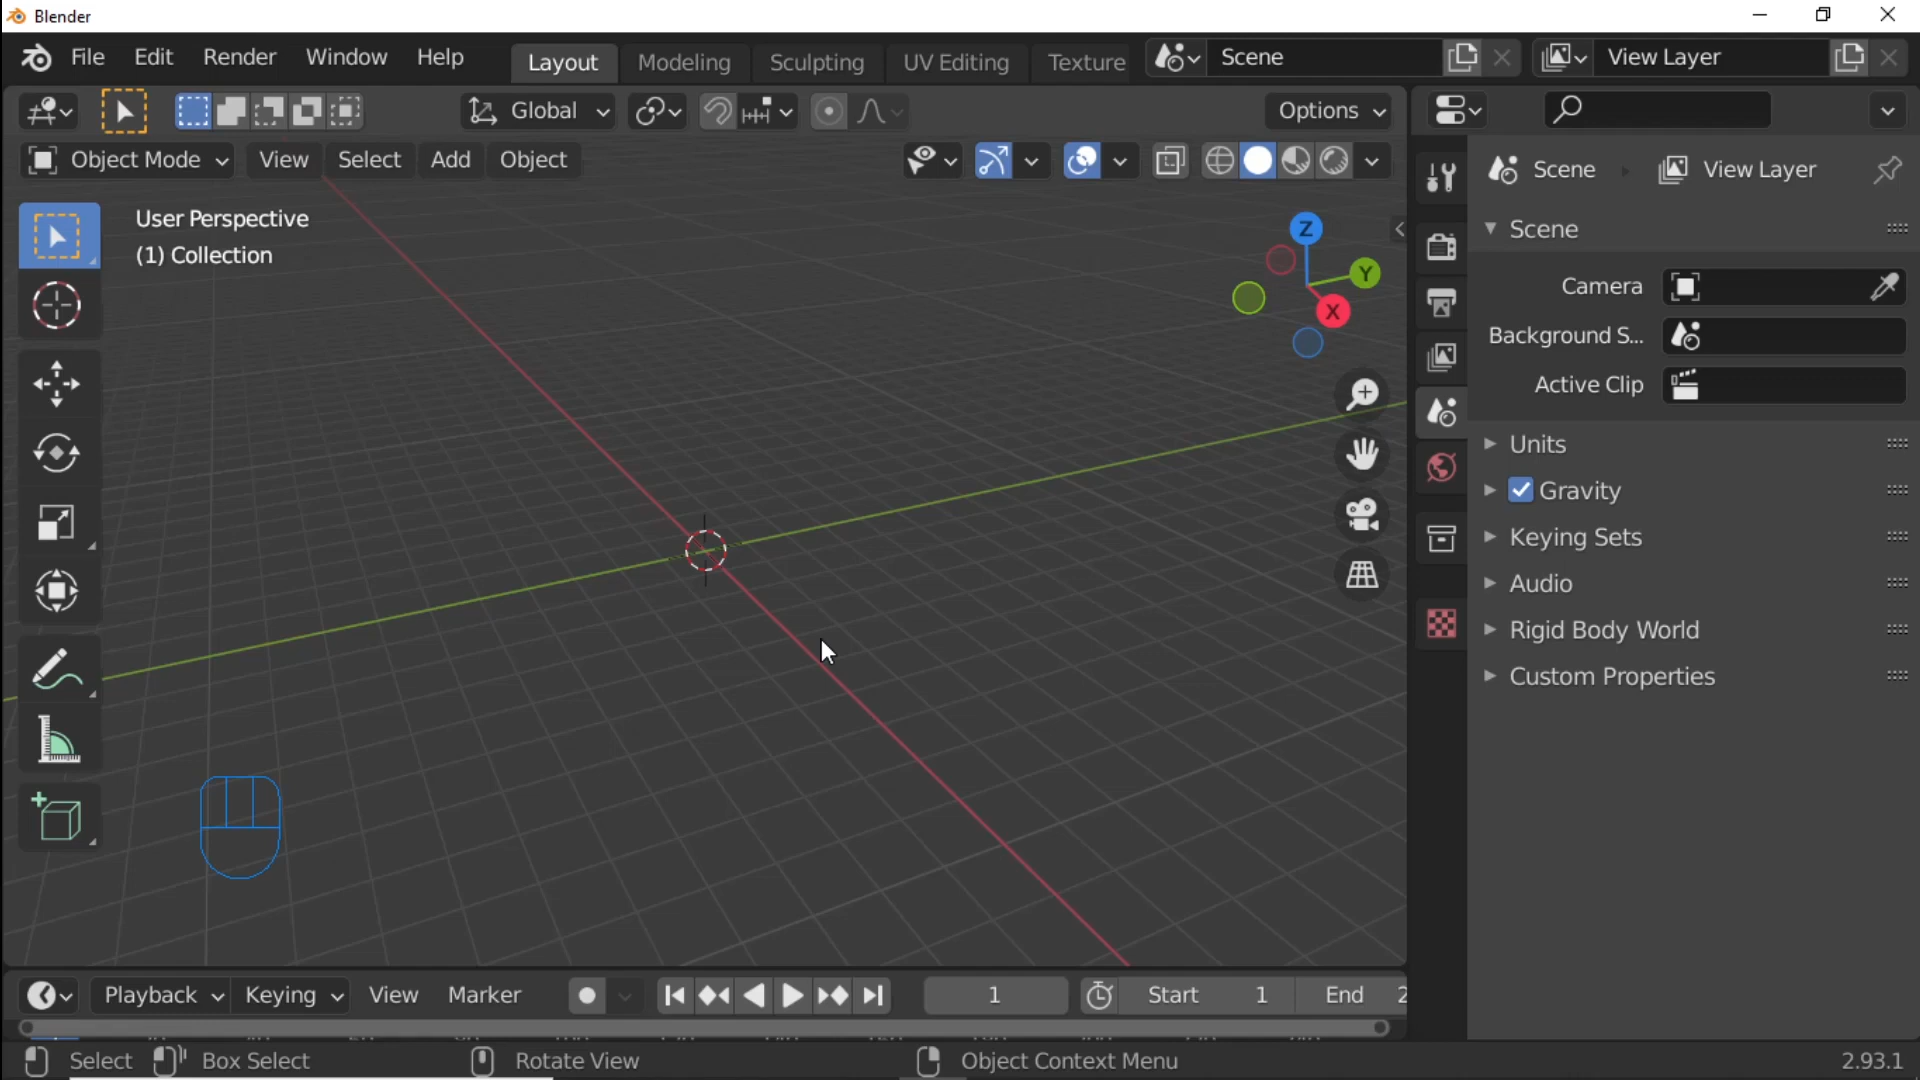 Blender
File Edit Render Window Help Layout Modeling Sculpting UV Editing Texture Scene View Layer
Global Options
Object Mode View Select Add Object
Scene View Layer
User Perspective
(1) Collection
Z
Y
X
Scene
Camera
Background S...
Active Clip
Units
Gravity
Keying Sets
Audio
Rigid Body World
Custom Properties
Playback Keying View Marker 1 Start 1 End 2
Select Box Select Rotate View Object Context Menu 2.93.1